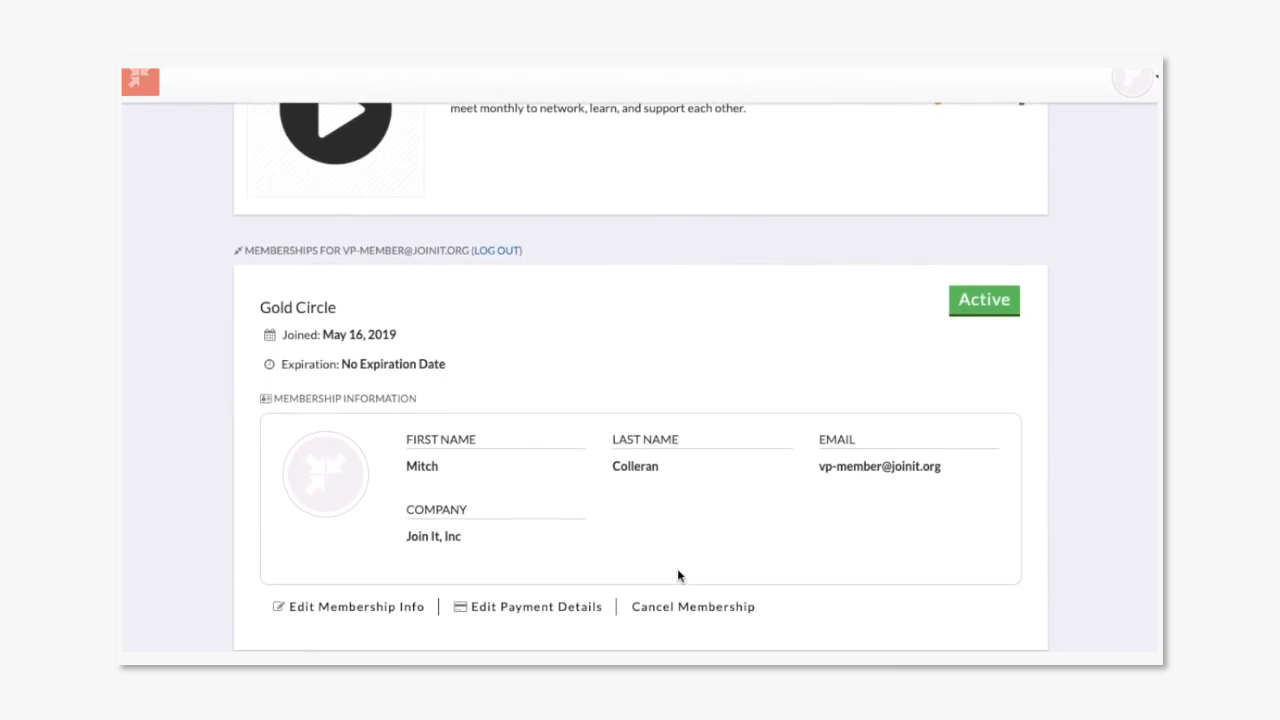 meet monthly to network, learn, and support each other.
MEMBERSHIPS FOR VP-MEMBER@JOINIT.ORG (LOG OUT)
Gold Circle
Active
Joined: May 16, 2019
Expiration: No Expiration Date
MEMBERSHIP INFORMATION
FIRST NAME
LAST NAME
EMAIL
Mitch
Colleran
vp-member@joinit.org
COMPANY
Join It, Inc
Edit Membership Info | Edit Payment Details | Cancel Membership